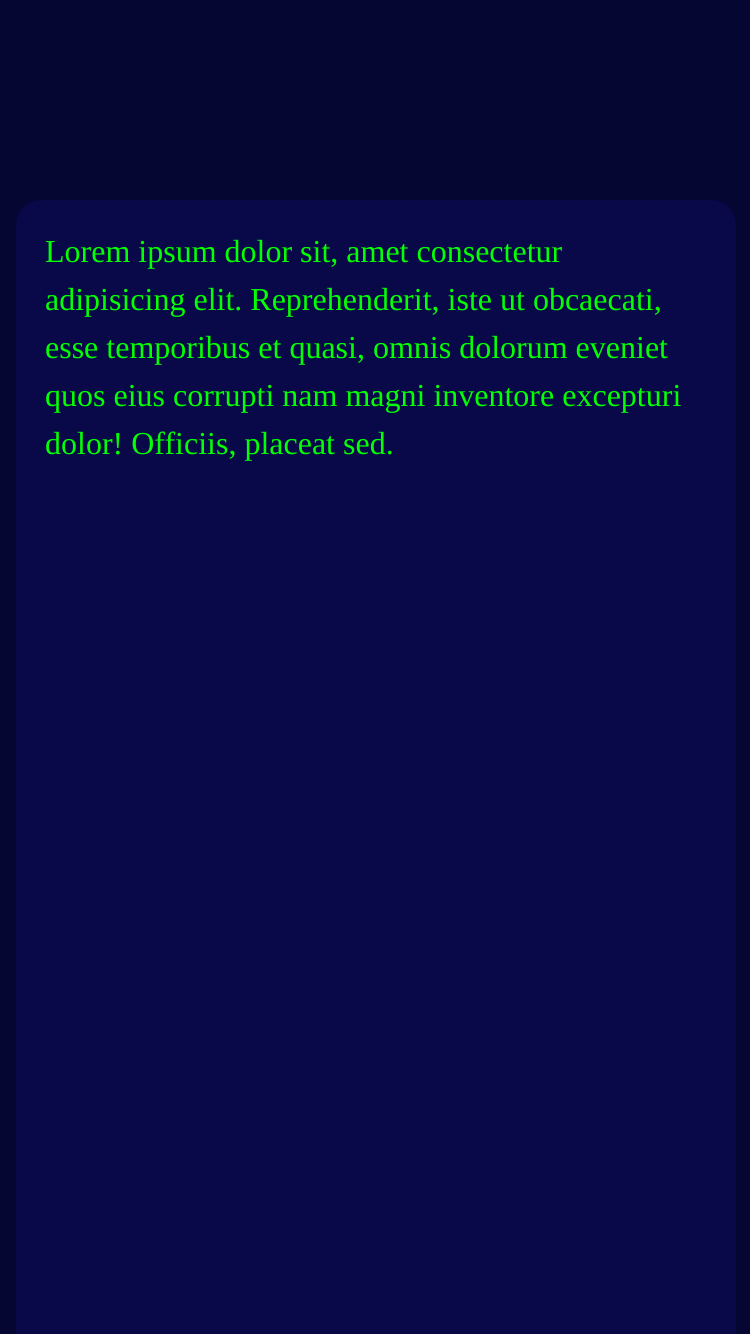 Lorem ipsum dolor sit, amet consectetur
adipisicing elit. Reprehenderit, iste ut obcaecati,
esse temporibus et quasi, omnis dolorum eveniet
quos eius corrupti nam magni inventore excepturi
dolor! Officiis, placeat sed.